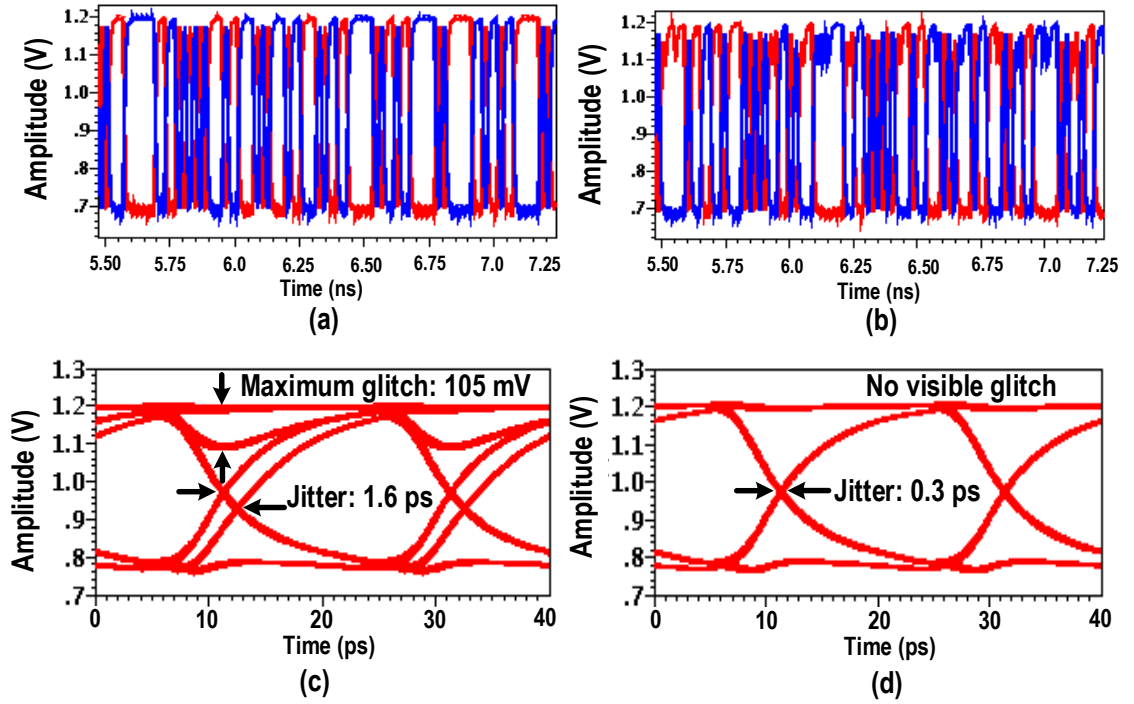 1.2
1.1
1.0
.9
.8
.7
Amplitude (V)
5.50 5.75 6.0 6.25 6.50 6.75 7.0 7.25
Time (ns)
(a)
1.2
1.1
1.0
.9
.8
.7
Amplitude (V)
5.50 5.75 6.0 6.25 6.50 6.75 7.0 7.25
Time (ns)
(b)
1.3
1.2
1.1
1.0
.9
.8
.7
Amplitude (V)
Maximum glitch: 105 mV
Jitter: 1.6 ps
0 10 20 30 40
Time (ps)
(c)
1.3
1.2
1.1
1.0
.9
.8
.7
Amplitude (V)
No visible glitch
Jitter: 0.3 ps
0 10 20 30 40
Time (ps)
(d)